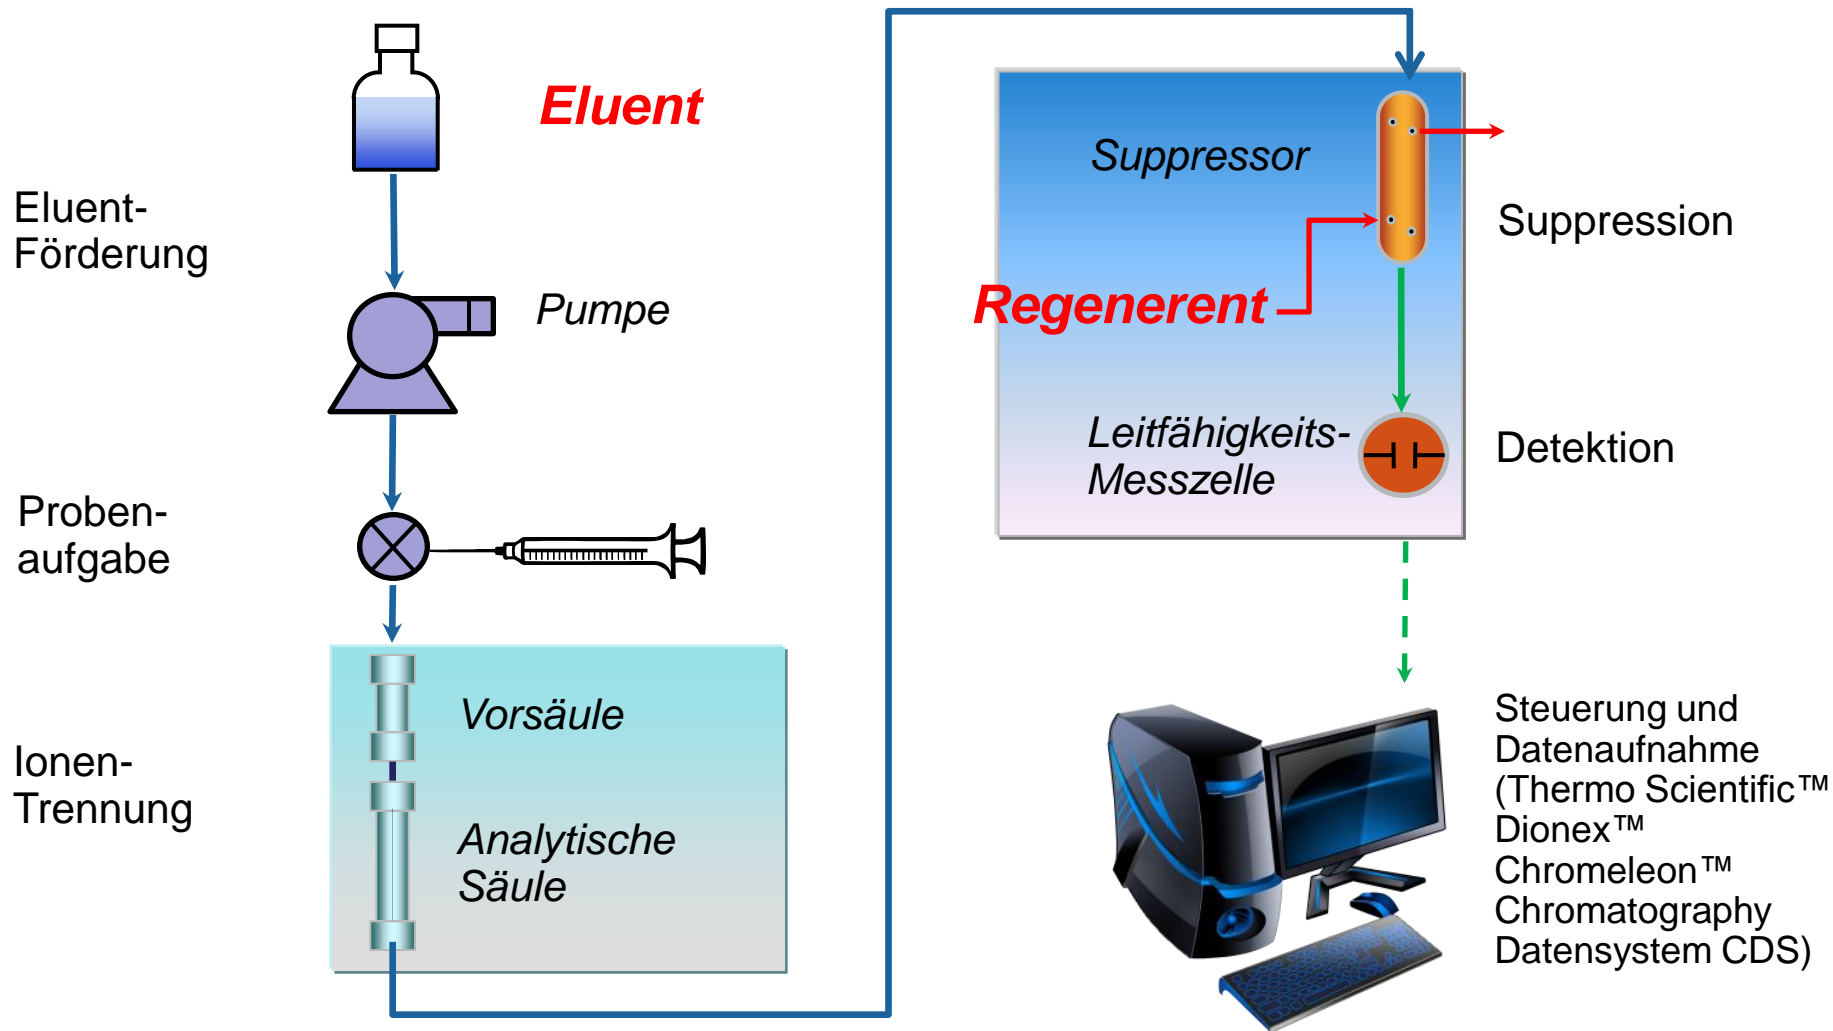 Eluent
Eluent-
Förderung
Pumpe
Proben-
aufgabe
Ionen-
Trennung
Vorsäule
Analytische
Säule
Suppressor
Suppression
Regenerent
Leitfähigkeits-
Messzelle
Detektion
Steuerung und
Datenaufnahme
(Thermo Scientific™
Dionex™
Chromeleon™
Chromatography
Datensystem CDS)